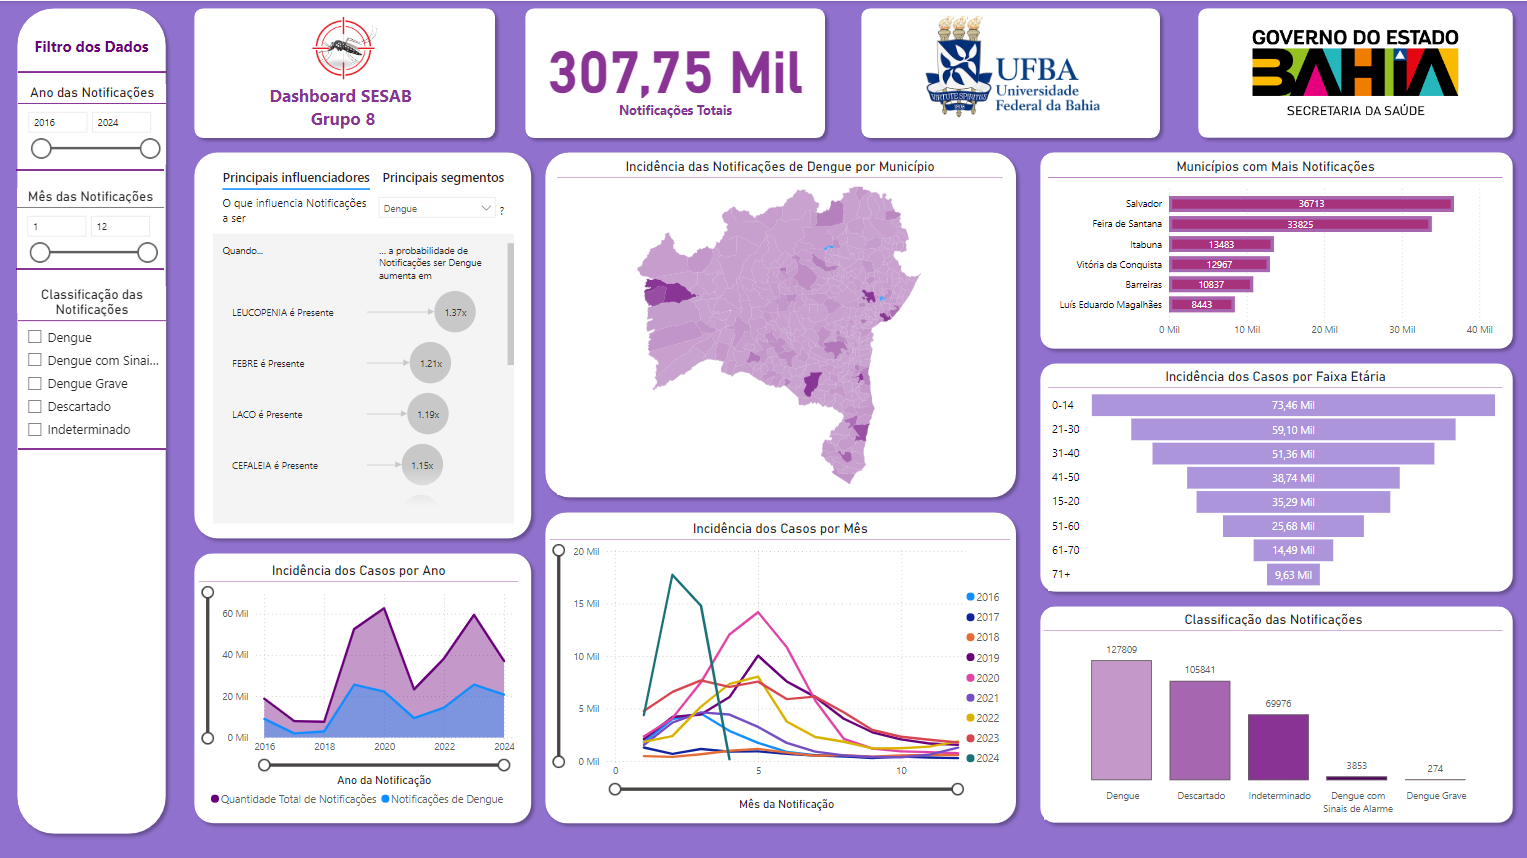 Filtro dos Dados
Ano das Notificações
2016 2024
Mês das Notificações
1 12
Classificação das
Notificações
Dengue
Dengue com Sinai...
Dengue Grave
Descartado
Indeterminado
Dashboard SESAB
Grupo 8
307,75 Mil
Notificações Totais
VIRTUTE SPIRITUS
UFBA
Universidade
Federal da Bahia
GOVERNO DO ESTADO
BAHIA
SECRETARIA DA SAÚDE
Principais influenciadores Principais segmentos
O que influencia Notificações
a ser
Dengue
?
Quando...
... a probabilidade de
Notificações ser Dengue
aumenta em
LEUCOPENIA é Presente 1.37x
FEBRE é Presente 1.21x
LACO é Presente 1.19x
CEFALEIA é Presente 1.15x
Incidência dos Casos por Ano
60 Mil
40 Mil
20 Mil
0 Mil
2016 2018 2020 2022 2024
Ano da Notificação
Quantidade Total de Notificações Notificações de Dengue
Incidência das Notificações de Dengue por Município
Incidência dos Casos por Mês
20 Mil
15 Mil
10 Mil
5 Mil
0 Mil
0 5 10
Mês da Notificação
2016
2017
2018
2019
2020
2021
2022
2023
2024
Municípios com Mais Notificações
Salvador 36713
Feira de Santana 33825
Itabuna 13483
Vitória da Conquista 12967
Barreiras 10837
Luís Eduardo Magalhães 8443
0 Mil 10 Mil 20 Mil 30 Mil 40 Mil
Incidência dos Casos por Faixa Etária
0-14 73,46 Mil
21-30 59,10 Mil
31-40 51,36 Mil
41-50 38,74 Mil
15-20 35,29 Mil
51-60 25,68 Mil
61-70 14,49 Mil
71+ 9,63 Mil
Classificação das Notificações
127809
105841
69976
3853
274
Dengue Descartado Indeterminado Dengue com Dengue Grave
Sinais de Alarme